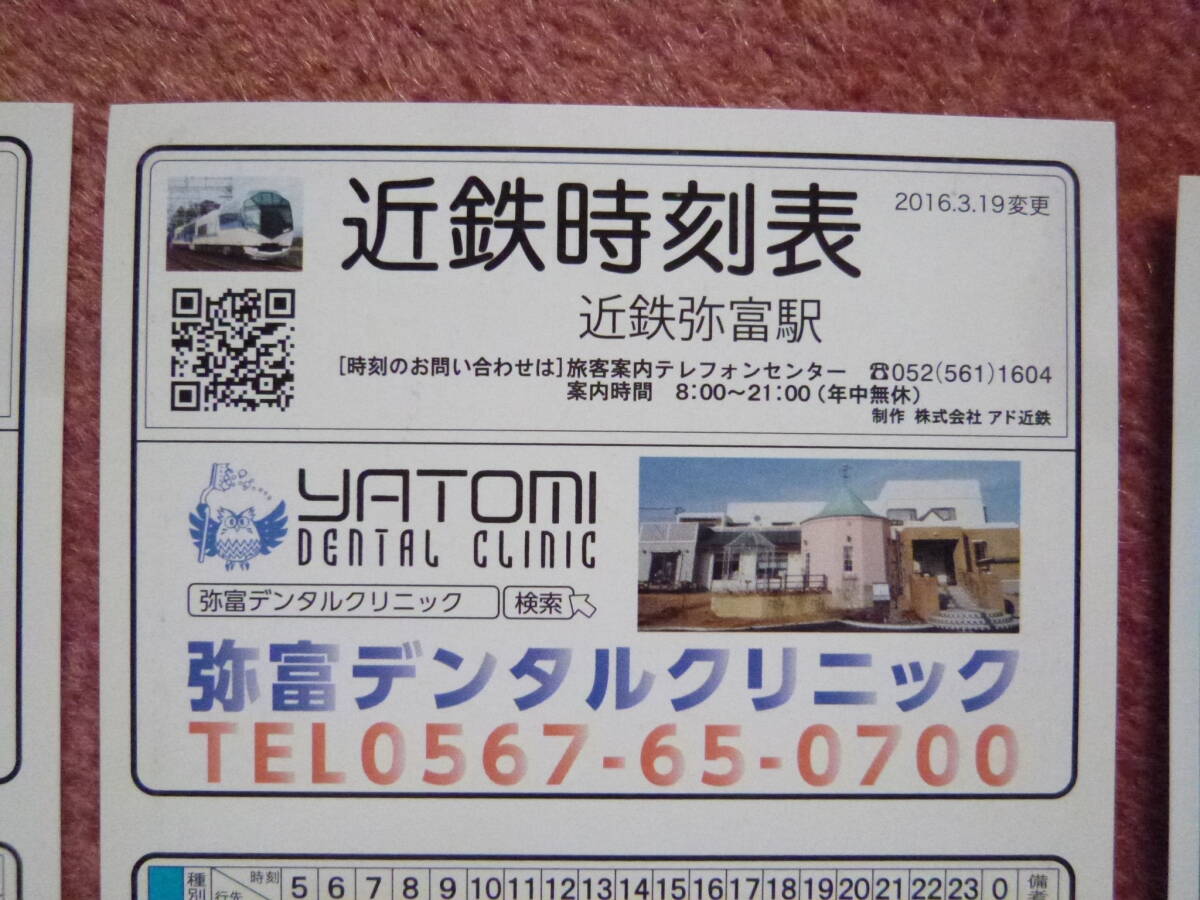 近鉄時刻表
2016.3.19変更
近鉄弥富駅
[時刻のお問い合わせは]旅客案内テレフォンセンター ☎052(561)1604
案内時間 8:00〜21:00(年中無休)
制作 株式会社 アド近鉄
YATOMI
DENTAL CLINIC
弥富デンタルクリニック 検索
弥富デンタルクリニック
TEL0567-65-0700
種別 時刻 5 6 7 8 9 10 11 12 13 14 15 16 17 18 19 20 21 22 23 0 備考
行先